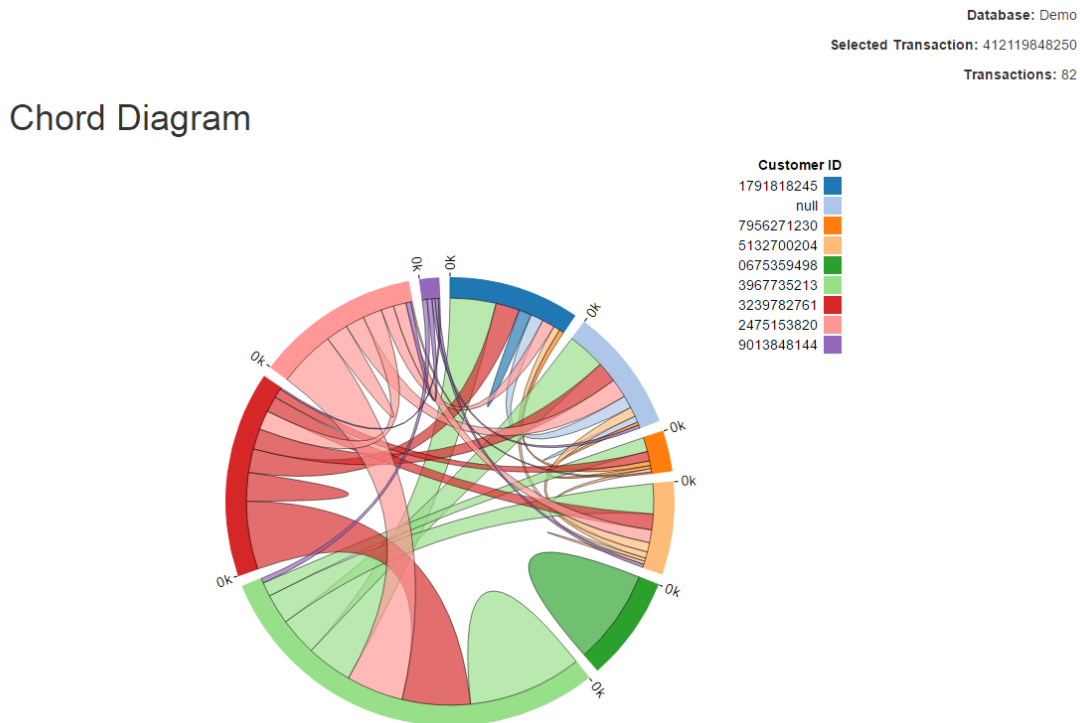 Database: Demo
Selected Transaction: 412119848250
Transactions: 82
Chord Diagram
Customer ID
1791818245
null
7956271230
5132700204
0675359498
3967735213
3239782761
2475153820
9013848144
0k
0k
0k
0k
0k
0k
0k
0k
0k